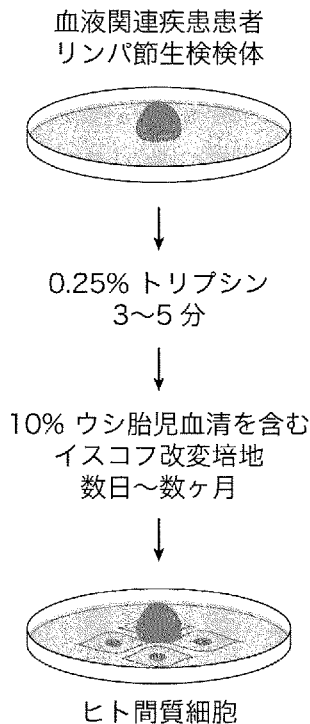 血液関連疾患患者
リンパ節生検検体
0.25% トリプシン
3〜5 分
10% ウシ胎児血清を含む
イスコフ改変培地
数日〜数ヶ月
ヒト間質細胞